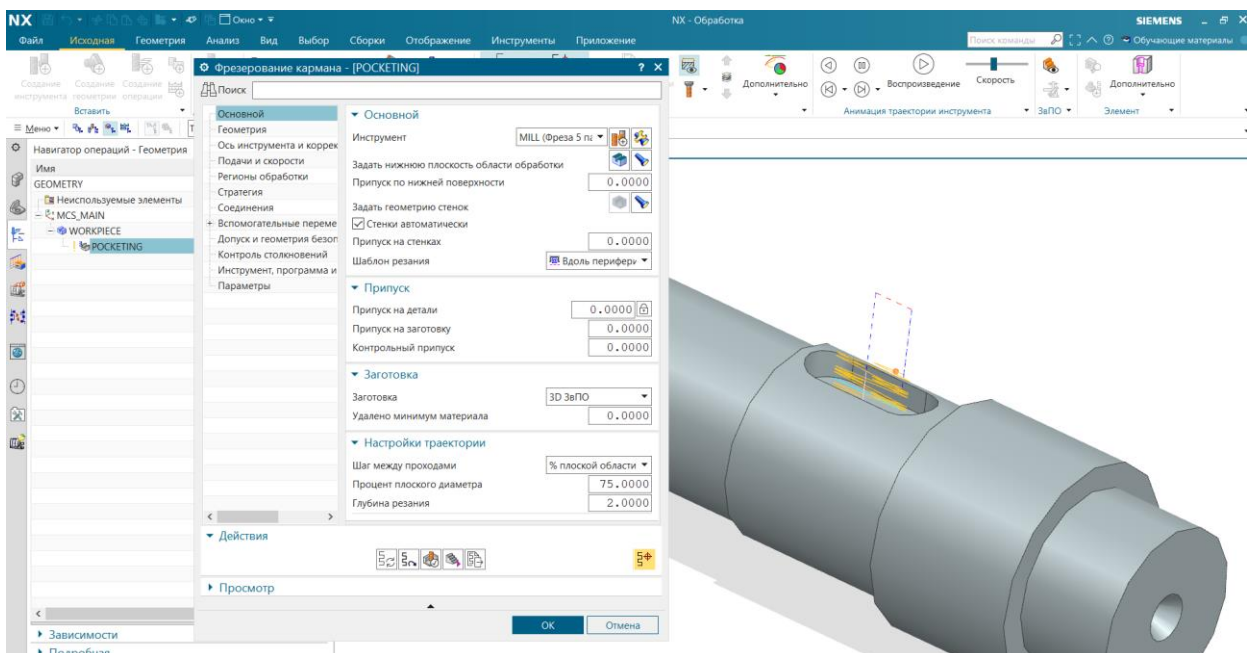 NX
Окно
NX - Обработка
SIEMENS
Файл Исходная Геометрия Анализ Вид Выбор Сборки Отображение Инструменты Приложение
Поиск команды
Обучающие материалы
Создание инструмента
Создание геометрии
Создание операции
Вставить
Дополнительно
Воспроизведение
Скорость
Анимация траектории инструмента
ЗвПО
Дополнительно
Элемент
Меню
Навигатор операций - Геометрия
Имя
GEOMETRY
Неиспользуемые элементы
MCS_MAIN
WORKPIECE
POCKETING
Зависимости
Подробная
Фрезерование кармана - [POCKETING]
? X
Поиск
Основной
Геометрия
Ось инструмента и коррек
Подачи и скорости
Регионы обработки
Стратегия
Соединения
Вспомогательные переме
Допуск и геометрия безоп
Контроль столкновений
Инструмент, программа и
Параметры
Основной
Инструмент MILL (Фреза 5 па
Задать нижнюю плоскость области обработки
Припуск по нижней поверхности 0.0000
Задать геометрию стенок
Стенки автоматически
Припуск на стенках 0.0000
Шаблон резания Вдоль перифери
Припуск
Припуск на детали 0.0000
Припуск на заготовку 0.0000
Контрольный припуск 0.0000
Заготовка
Заготовка 3D ЗвПО
Удалено минимум материала 0.0000
Настройки траектории
Шаг между проходами % плоской области
Процент плоского диаметра 75.0000
Глубина резания 2.0000
Действия
Просмотр
ОК Отмена